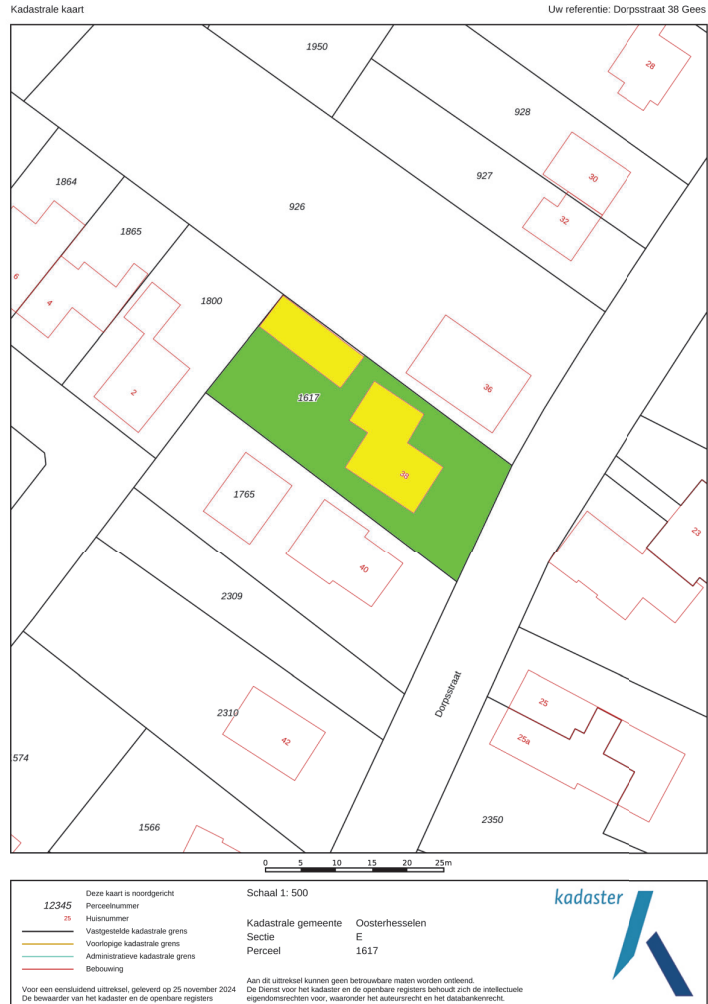 Kadastrale kaart
Uw referentie: Dorpsstraat 38 Gees
1950
28
928
927
30
32
1864
926
1865
6
4
1800
2
36
1617
38
1765
23
40
2309
Dorpsstraat
2310
42
25
25a
574
1566
2350
0 5 10 15 20 25m
Deze kaart is noordgericht
12345 Perceelnummer
25 Huisnummer
Vastgestelde kadastrale grens
Voorlopige kadastrale grens
Administratieve kadastrale grens
Bebouwing
Voor een eensluidend uittreksel, geleverd op 25 november 2024
De bewaarder van het kadaster en de openbare registers
Schaal 1: 500
Kadastrale gemeente Oosterhesselen
Sectie E
Perceel 1617
Aan dit uittreksel kunnen geen betrouwbare maten worden ontleend.
De Dienst voor het kadaster en de openbare registers behoudt zich de intellectuele
eigendomsrechten voor, waaronder het auteursrecht en het databankenrecht.
kadaster